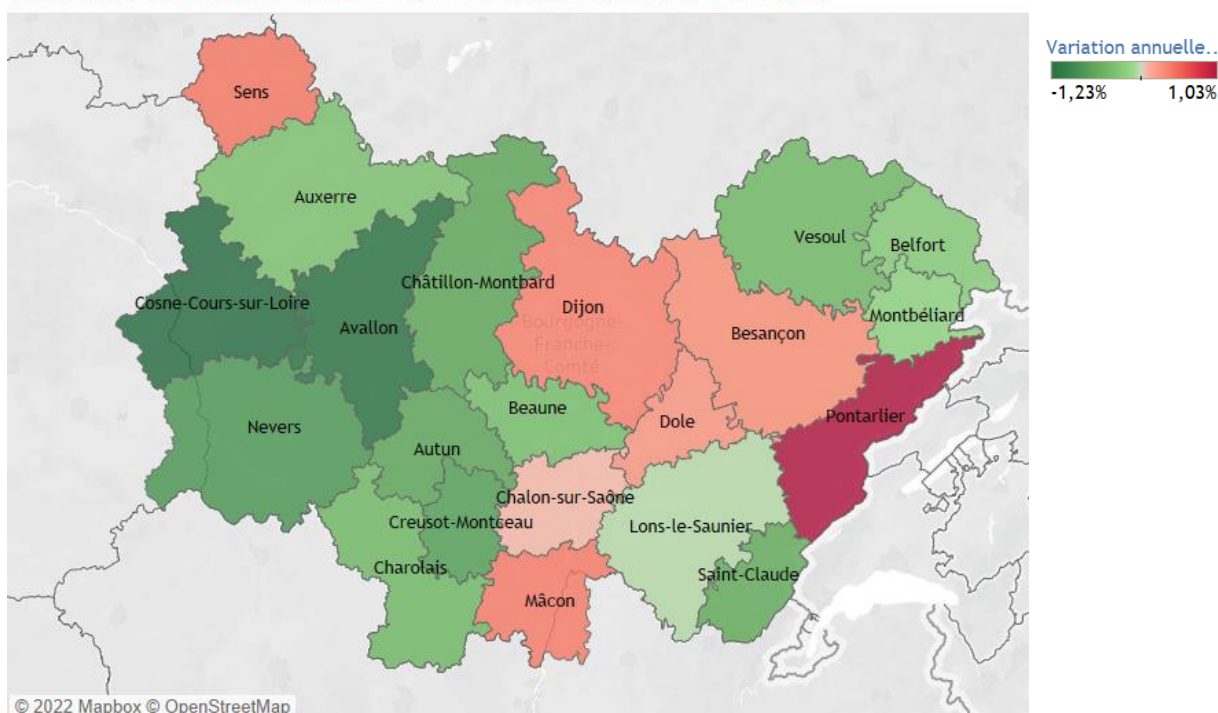 Variation annuelle..
-1,23% 1,03%
Sens
Auxerre
Vesoul
Belfort
Châtillon-Montbard
Cosne-Cours-sur-Loire
Dijon
Montbéliard
Avallon
Bourgogne-
Franche-
Comté
Besançon
Beaune
Pontarlier
Nevers
Dole
Autun
Chalon-sur-Saône
Creusot-Montceau
Lons-le-Saunier
Charolais
Saint-Claude
Mâcon
© 2022 Mapbox © OpenStreetMap